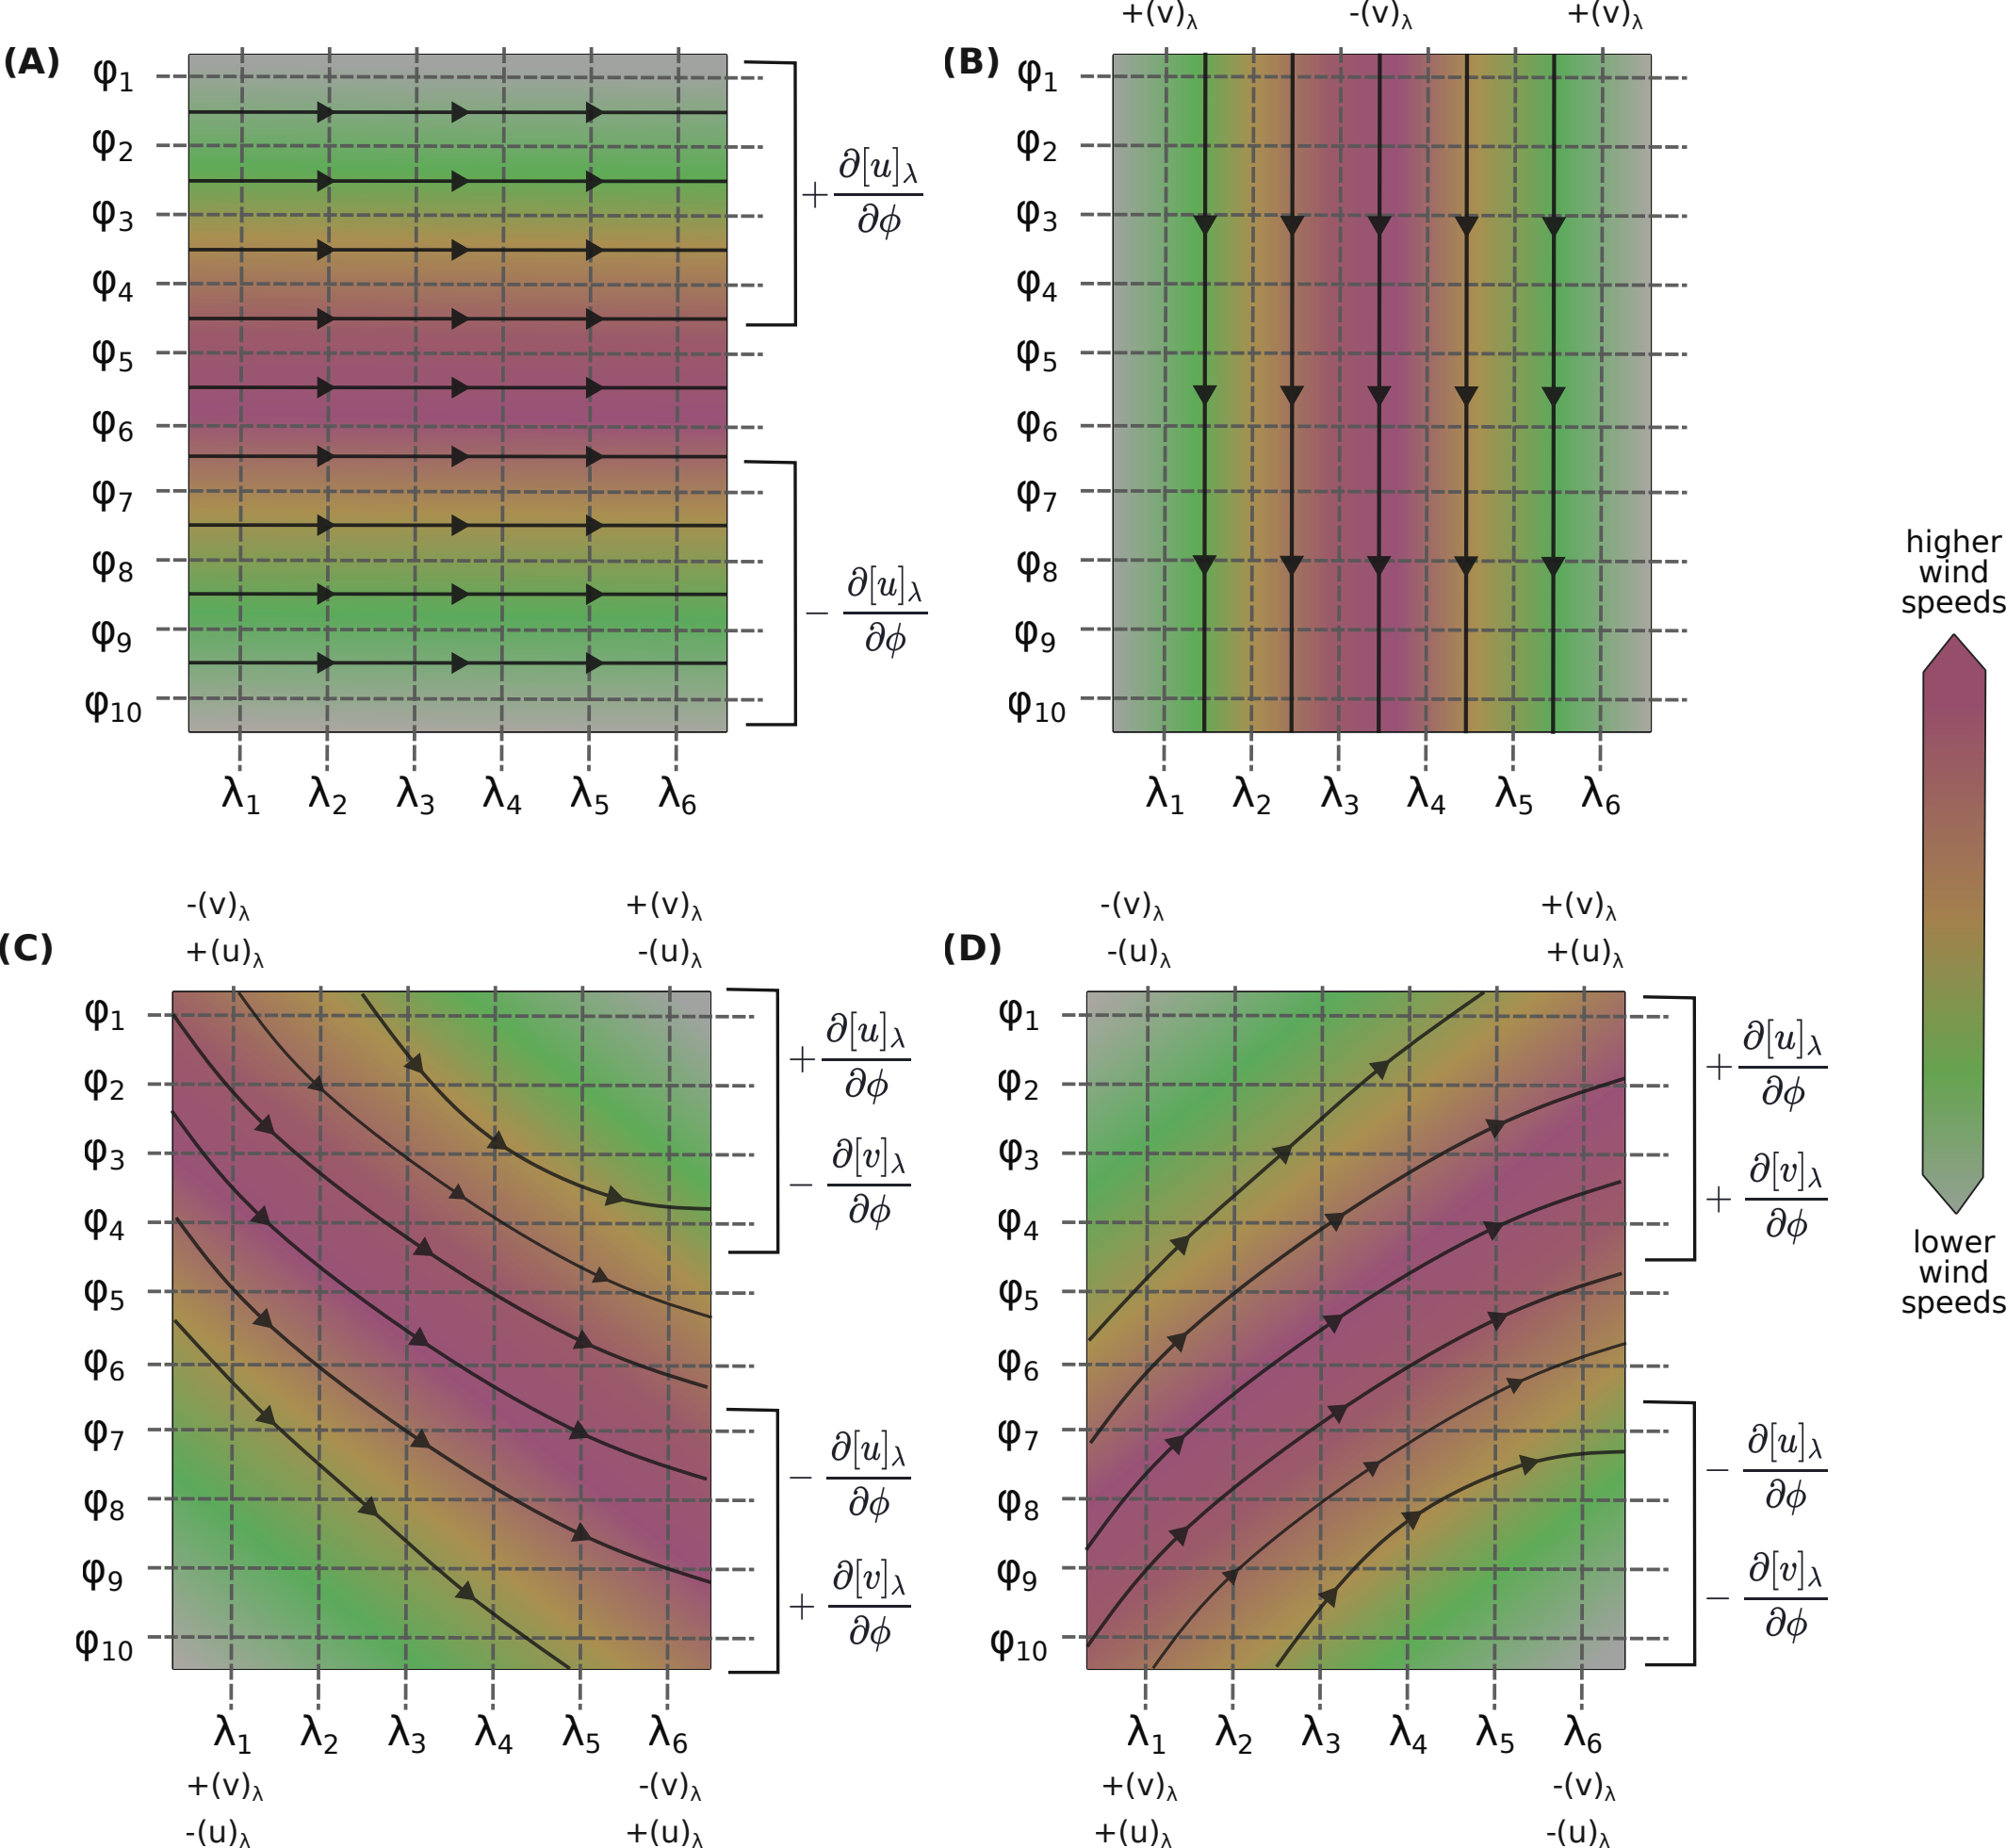 +(v)λ -(v)λ +(v)λ
(A)
φ1
φ2
φ3
φ4
φ5
φ6
φ7
φ8
φ9
φ10
+ ∂[u]λ
∂ϕ
− ∂[u]λ
∂ϕ
λ1 λ2 λ3 λ4 λ5 λ6
(B)
φ1
φ2
φ3
φ4
φ5
φ6
φ7
φ8
φ9
φ10
λ1 λ2 λ3 λ4 λ5 λ6
higher
wind
speeds
lower
wind
speeds
-(v)λ +(v)λ
(C) +(u)λ -(u)λ
φ1
φ2
φ3
φ4
φ5
φ6
φ7
φ8
φ9
φ10
+ ∂[u]λ
∂ϕ
− ∂[v]λ
∂ϕ
− ∂[u]λ
∂ϕ
+ ∂[v]λ
∂ϕ
λ1 λ2 λ3 λ4 λ5 λ6
+(v)λ -(v)λ
-(u)λ +(u)λ
-(v)λ +(v)λ
(D) -(u)λ +(u)λ
φ1
φ2
φ3
φ4
φ5
φ6
φ7
φ8
φ9
φ10
+ ∂[u]λ
∂ϕ
+ ∂[v]λ
∂ϕ
− ∂[u]λ
∂ϕ
− ∂[v]λ
∂ϕ
λ1 λ2 λ3 λ4 λ5 λ6
+(v)λ -(v)λ
+(u)λ -(u)λ